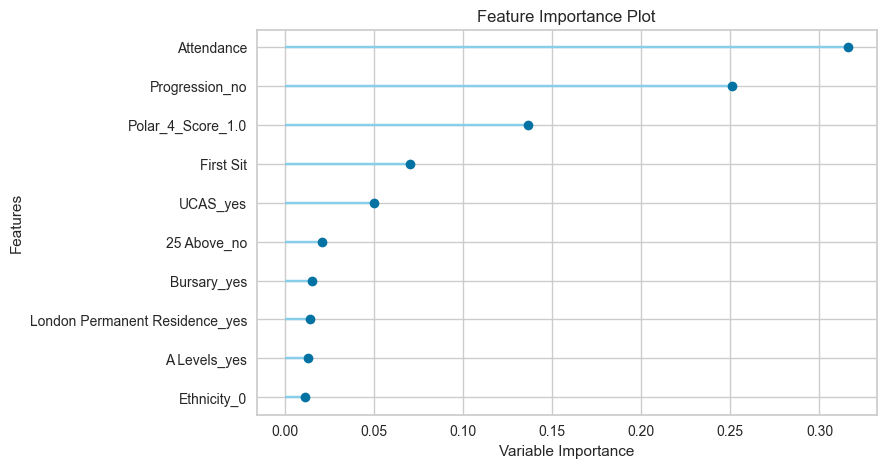 Feature Importance Plot
Features
Attendance
Progression_no
Polar_4_Score_1.0
First Sit
UCAS_yes
25 Above_no
Bursary_yes
London Permanent Residence_yes
A Levels_yes
Ethnicity_0
0.00 0.05 0.10 0.15 0.20 0.25 0.30
Variable Importance